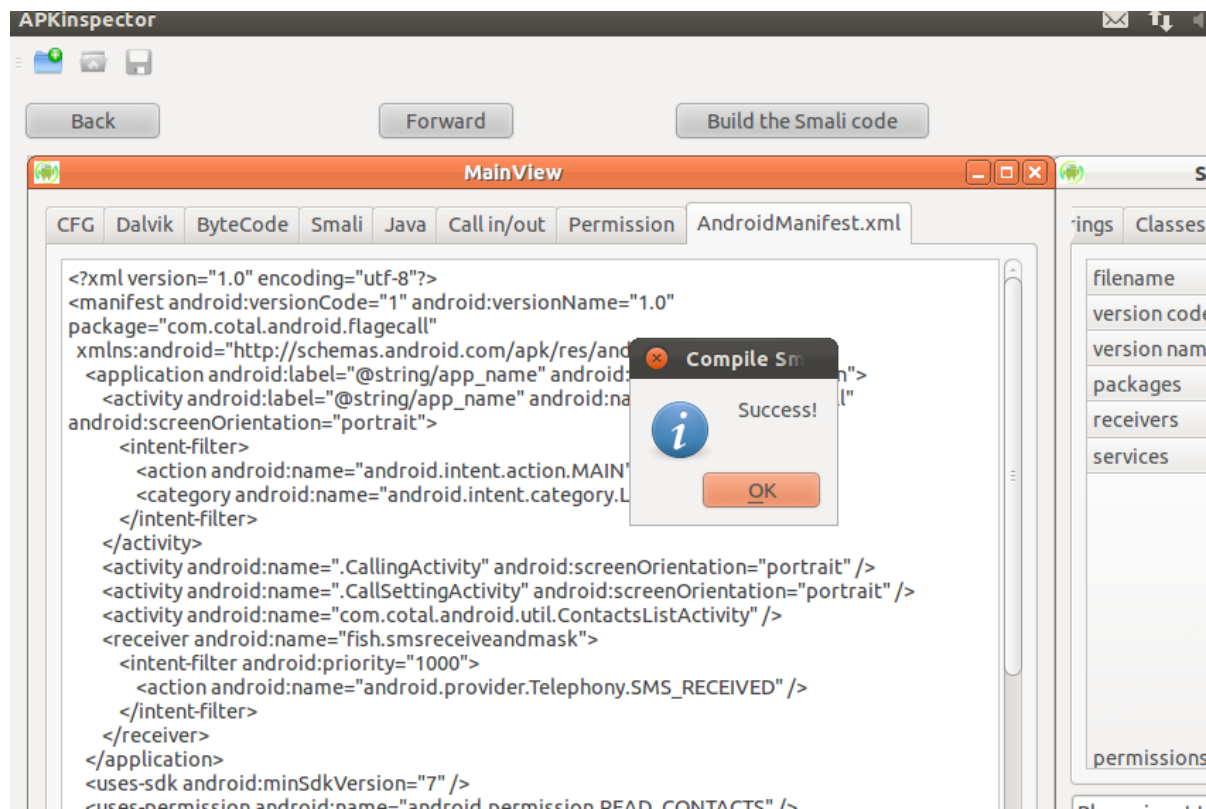 APKinspector
Back
Forward
Build the Smali code
MainView
CFG Dalvik ByteCode Smali Java Call in/out Permission AndroidManifest.xml
<?xml version="1.0" encoding="utf-8"?>
<manifest android:versionCode="1" android:versionName="1.0"
package="com.cotal.android.flagecall"
xmlns:android="http://schemas.android.com/apk/res/and
<application android:label="@string/app_name" android: n">
<activity android:label="@string/app_name" android:na l"
android:screenOrientation="portrait">
<intent-filter>
<action android:name="android.intent.action.MAIN"
<category android:name="android.intent.category.L
</intent-filter>
</activity>
<activity android:name=".CallingActivity" android:screenOrientation="portrait" />
<activity android:name=".CallSettingActivity" android:screenOrientation="portrait" />
<activity android:name="com.cotal.android.util.ContactsListActivity" />
<receiver android:name="fish.smsreceiveandmask">
<intent-filter android:priority="1000">
<action android:name="android.provider.Telephony.SMS_RECEIVED" />
</intent-filter>
</receiver>
</application>
<uses-sdk android:minSdkVersion="7" />
<uses-permission android:name="android.permission.READ_CONTACTS" />
Compile Sm
Success!
OK
S
rings Classes
filename
version code
version nam
packages
receivers
services
permissions